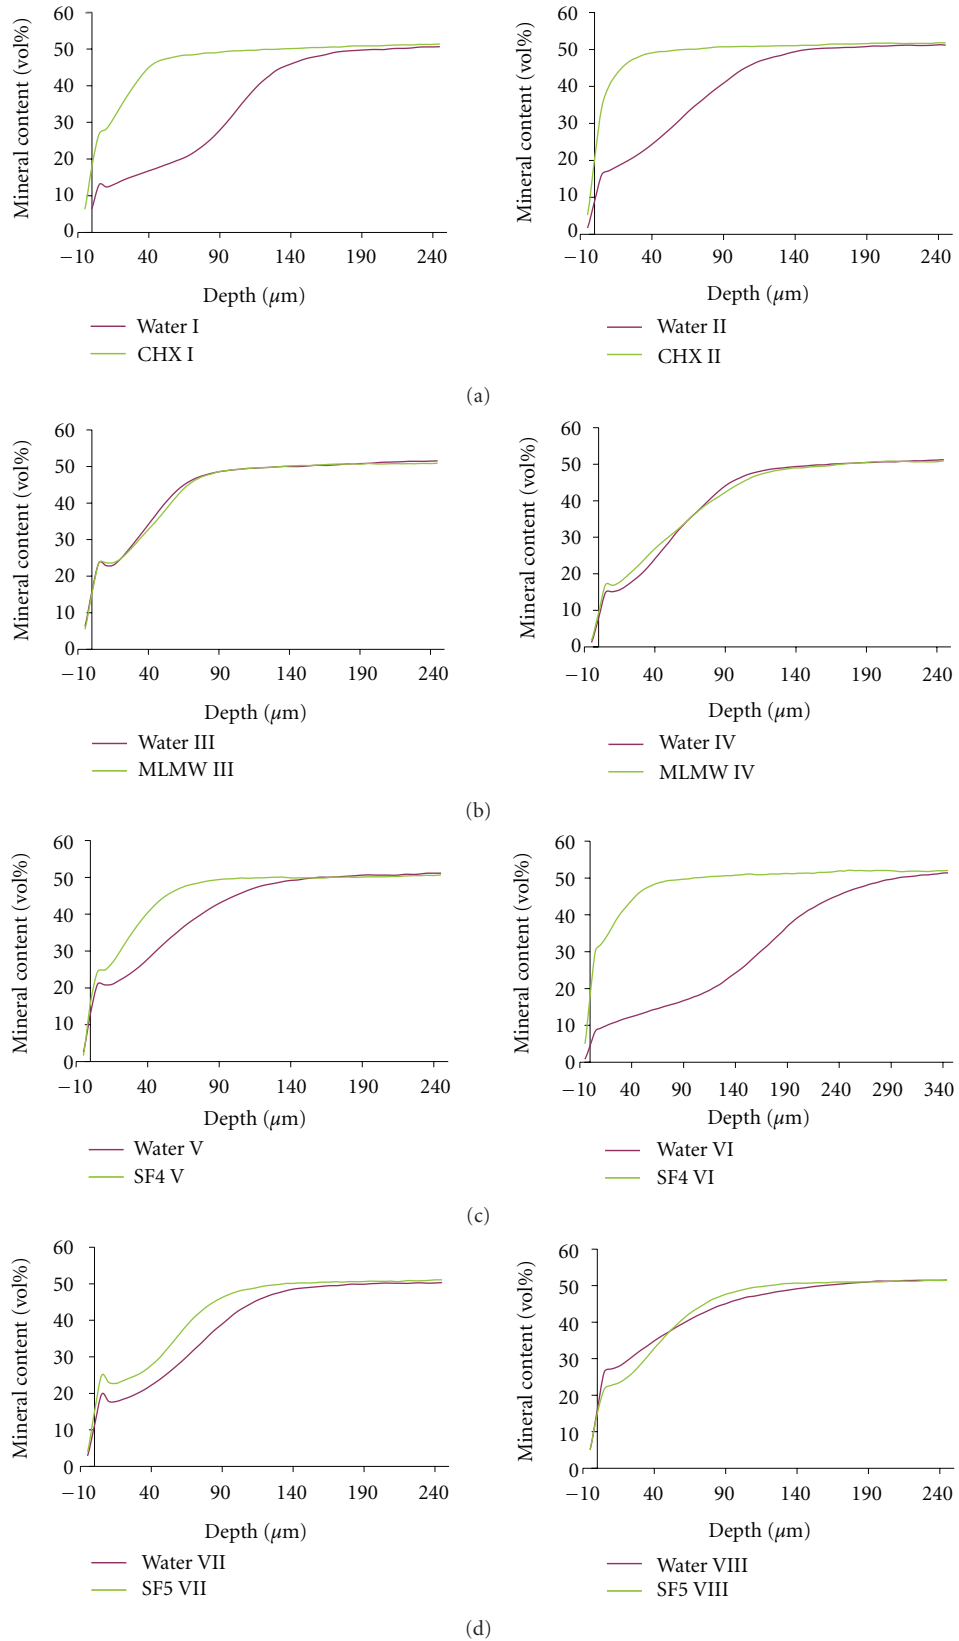 60
50
40
30
20
10
0
Mineral content (vol%)
−10 40 90 140 190 240
Depth (µm)
Water I
CHX I
60
50
40
30
20
10
0
Mineral content (vol%)
−10 40 90 140 190 240
Depth (µm)
Water II
CHX II
(a)
60
50
40
30
20
10
0
Mineral content (vol%)
−10 40 90 140 190 240
Depth (µm)
Water III
MLMW III
60
50
40
30
20
10
0
Mineral content (vol%)
−10 40 90 140 190 240
Depth (µm)
Water IV
MLMW IV
(b)
60
50
40
30
20
10
0
Mineral content (vol%)
−10 40 90 140 190 240
Depth (µm)
Water V
SF4 V
60
50
40
30
20
10
0
Mineral content (vol%)
−10 40 90 140 190 240 290 340
Depth (µm)
Water VI
SF4 VI
(c)
60
50
40
30
20
10
0
Mineral content (vol%)
−10 40 90 140 190 240
Depth (µm)
Water VII
SF5 VII
60
50
40
30
20
10
0
Mineral content (vol%)
−10 40 90 140 190 240
Depth (µm)
Water VIII
SF5 VIII
(d)